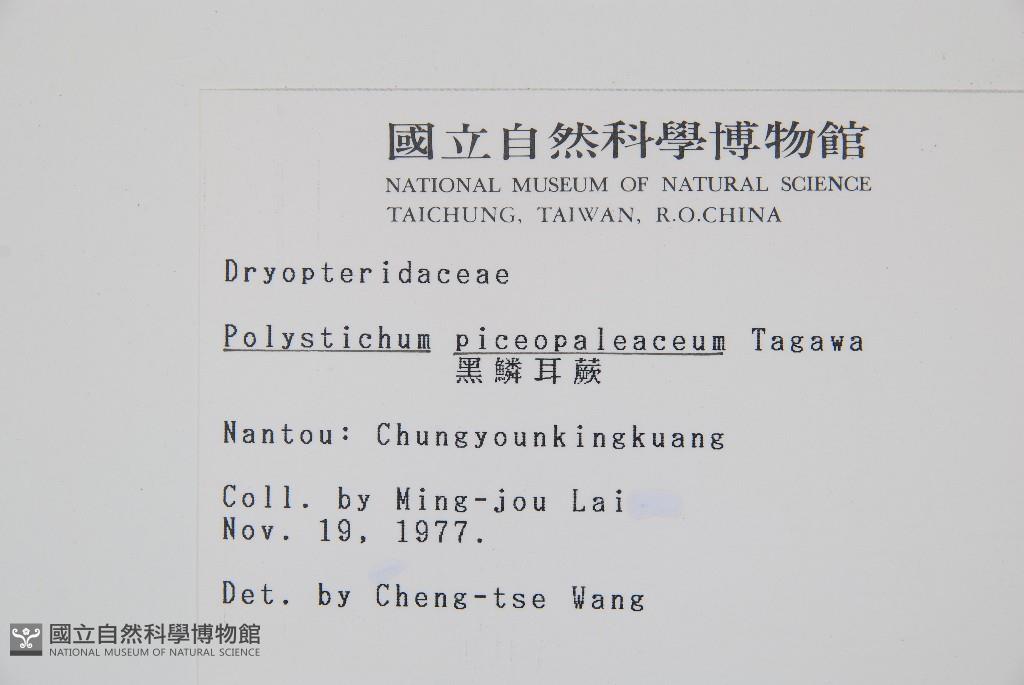 國立自然科學博物館
NATIONAL MUSEUM OF NATURAL SCIENCE
TAICHUNG, TAIWAN, R.O.CHINA
Dryopteridaceae
Polystichum piceopaleaceum Tagawa
黑鱗耳蕨
Nantou: Chungyounkingkuang
Coll. by Ming-jou Lai
Nov. 19, 1977.
Det. by Cheng-tse Wang
國立自然科學博物館
NATIONAL MUSEUM OF NATURAL SCIENCE